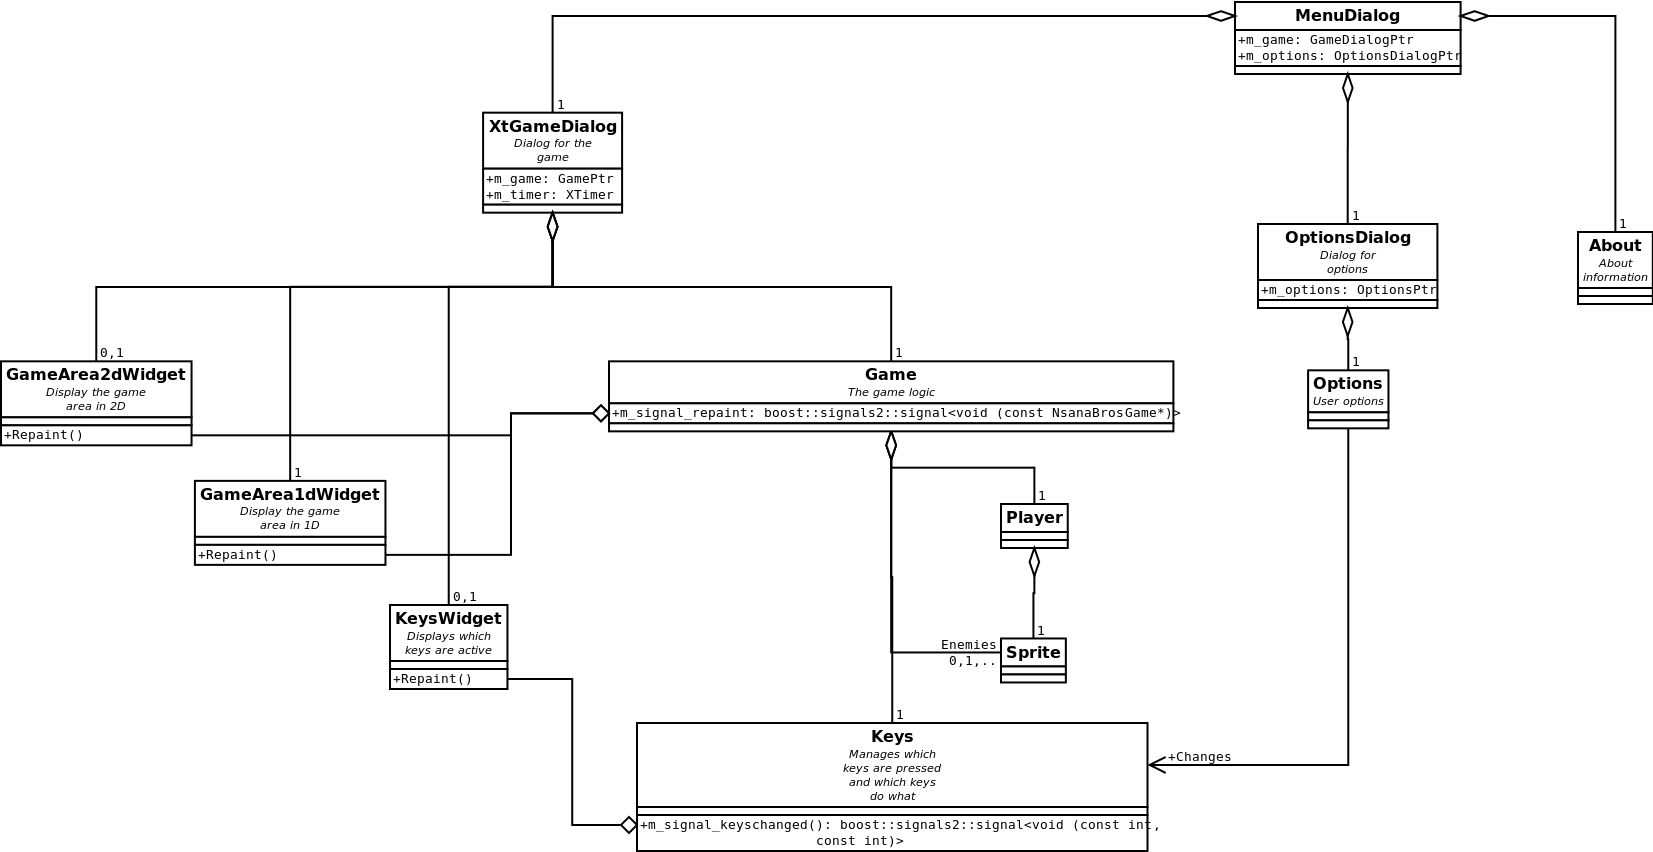 MenuDialog
+m_game: GameDialogPtr
+m_options: OptionsDialogPtr
1
XtGameDialog
Dialog for the
game
+m_game: GamePtr
+m_timer: XTimer
1
OptionsDialog
Dialog for
options
+m_options: OptionsPtr
1
About
About
information
0,1
GameArea2dWidget
Display the game
area in 2D
+Repaint()
1
Game
The game logic
+m_signal_repaint: boost::signals2::signal<void (const NsanaBrosGame*)>
1
Options
User options
1
GameArea1dWidget
Display the game
area in 1D
+Repaint()
1
Player
0,1
KeysWidget
Displays which
keys are active
+Repaint()
Enemies
0,1,..
1
Sprite
1
Keys
Manages which
keys are pressed
and which keys
do what
+m_signal_keyschanged(): boost::signals2::signal<void (const int,
const int)>
+Changes